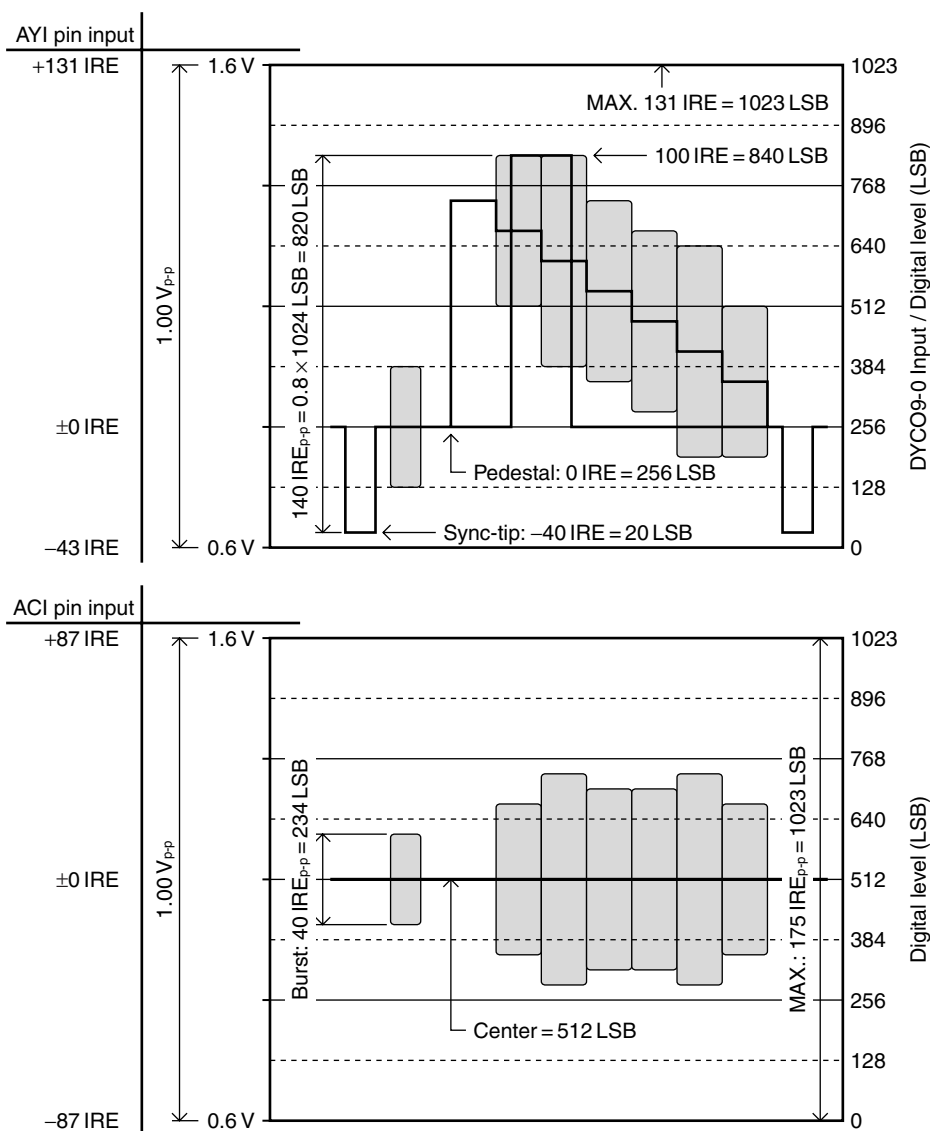 AYI pin input
+131 IRE
1.6 V
1023
MAX. 131 IRE = 1023 LSB
896
100 IRE = 840 LSB
768
140 IREp-p = 0.8 × 1024 LSB = 820 LSB
640
1.00 Vp-p
512
DYCO9-0 Input / Digital level (LSB)
384
±0 IRE
256
Pedestal: 0 IRE = 256 LSB
128
Sync-tip: −40 IRE = 20 LSB
−43 IRE
0.6 V
0
ACI pin input
+87 IRE
1.6 V
1023
896
768
Burst: 40 IREp-p = 234 LSB
MAX.: 175 IREp-p = 1023 LSB
640
±0 IRE
1.00 Vp-p
512
Digital level (LSB)
384
256
Center = 512 LSB
128
−87 IRE
0.6 V
0